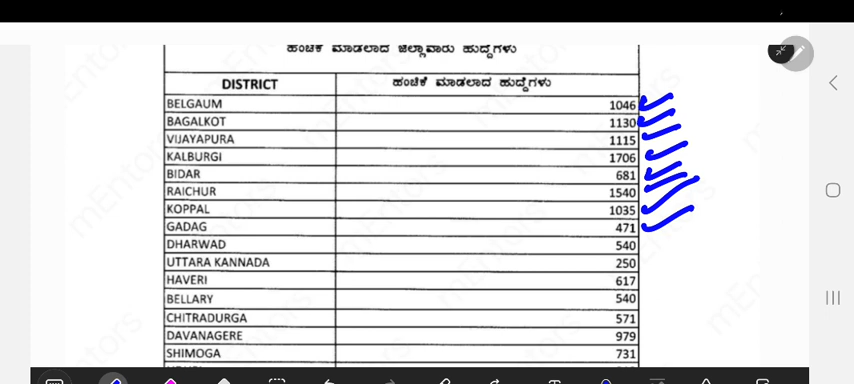 ಹಂಚಿಕೆ ಮಾಡಲಾದ ಜಿಲ್ಲಾವಾರು ಹುದ್ದೆಗಳು
DISTRICT ಹಂಚಿಕೆ ಮಾಡಲಾದ ಹುದ್ದೆಗಳು
BELGAUM 1046
BAGALKOT 1130
VIJAYAPURA 1115
KALBURGI 1706
BIDAR 681
RAICHUR 1540
KOPPAL 1035
GADAG 471
DHARWAD 540
UTTARA KANNADA 250
HAVERI 617
BELLARY 540
CHITRADURGA 571
DAVANAGERE 979
SHIMOGA 731
mEntors